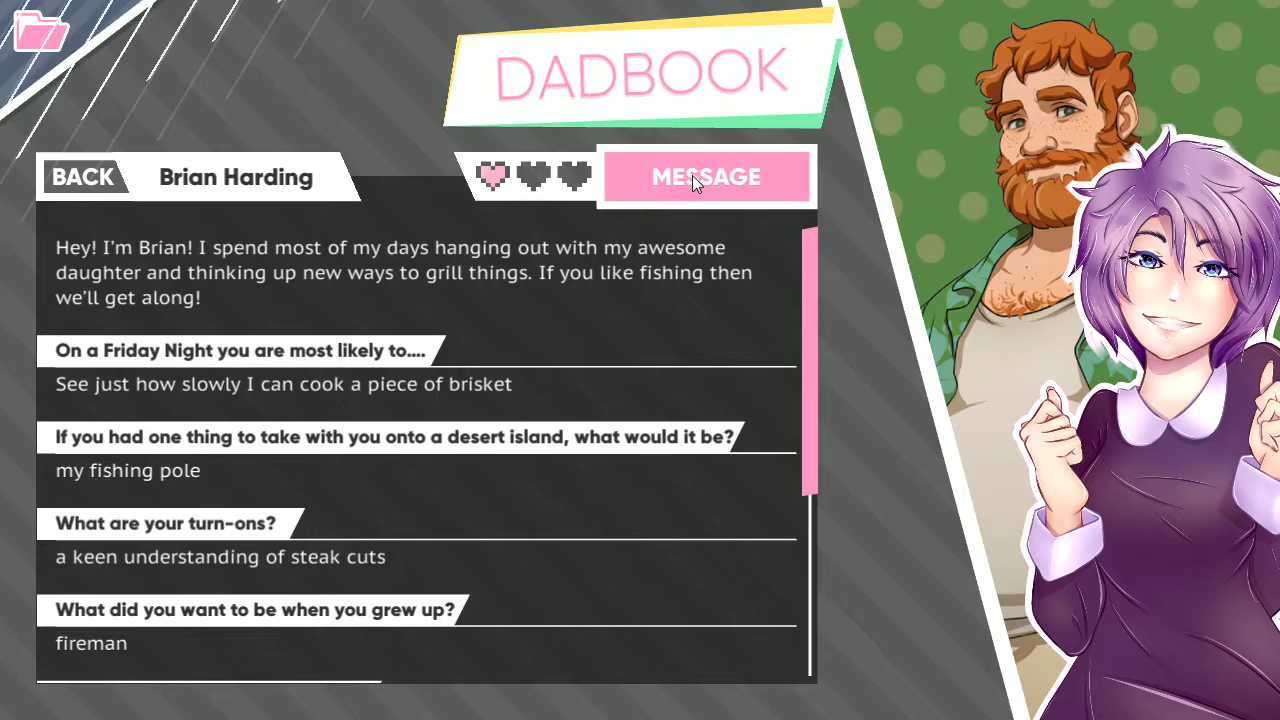 DADBOOK
BACK
Brian Harding
MESSAGE
Hey! I'm Brian! I spend most of my days hanging out with my awesome
daughter and thinking up new ways to grill things. If you like fishing then
we'll get along!
On a Friday Night you are most likely to....
See just how slowly I can cook a piece of brisket
If you had one thing to take with you onto a desert island, what would it be?
my fishing pole
What are your turn-ons?
a keen understanding of steak cuts
What did you want to be when you grew up?
fireman